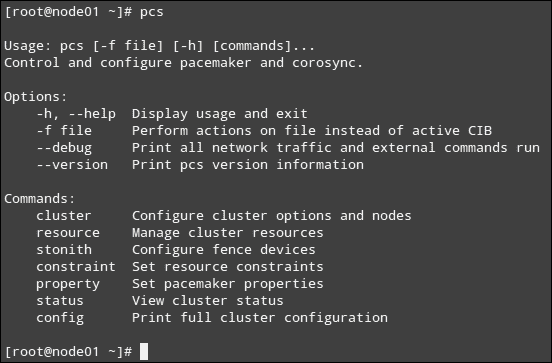 [root@node01 ~]# pcs
Usage: pcs [-f file] [-h] [commands]...
Control and configure pacemaker and corosync.
Options:
    -h, --help  Display usage and exit
    -f file     Perform actions on file instead of active CIB
    --debug     Print all network traffic and external commands run
    --version   Print pcs version information
Commands:
    cluster     Configure cluster options and nodes
    resource    Manage cluster resources
    stonith     Configure fence devices
    constraint  Set resource constraints
    property    Set pacemaker properties
    status      View cluster status
    config      Print full cluster configuration
[root@node01 ~]#